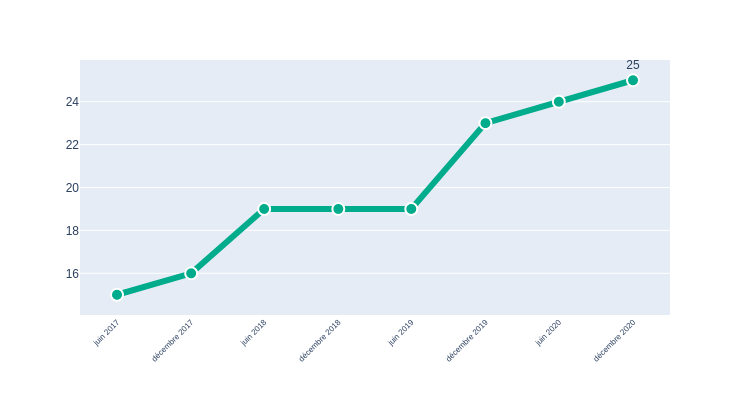 25
24
22
20
18
16
juin 2017
décembre 2017
juin 2018
décembre 2018
juin 2019
décembre 2019
juin 2020
décembre 2020